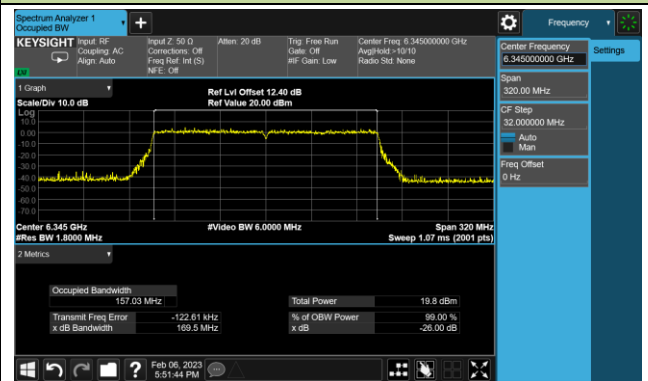 Spectrum Analyzer 1
Occupied BW
Frequency
KEYSIGHT
Input: RF
Coupling: AC
Align: Auto
Input Z: 50 Ω
Corrections: Off
Freq Ref: Int (S)
NFE: Off
Atten: 20 dB
Trig: Free Run
Gate: Off
#IF Gain: Low
Center Freq: 6.345000000 GHz
Avg|Hold:>10/10
Radio Std: None
Center Frequency
6.345000000 GHz
Settings
Span
320.00 MHz
CF Step
32.000000 MHz
Auto
Man
Freq Offset
0 Hz
1 Graph
Scale/Div 10.0 dB
Ref Lvl Offset 12.40 dB
Ref Value 20.00 dBm
Log
10.0
0.00
-10.0
-20.0
-30.0
-40.0
-50.0
-60.0
-70.0
Center 6.345 GHz
#Res BW 1.8000 MHz
#Video BW 6.0000 MHz
Span 320 MHz
Sweep 1.07 ms (2001 pts)
2 Metrics
Occupied Bandwidth
157.03 MHz
Total Power 19.8 dBm
Transmit Freq Error -122.61 kHz
% of OBW Power 99.00 %
x dB Bandwidth 169.5 MHz
x dB -26.00 dB
Feb 06, 2023
5:51:44 PM